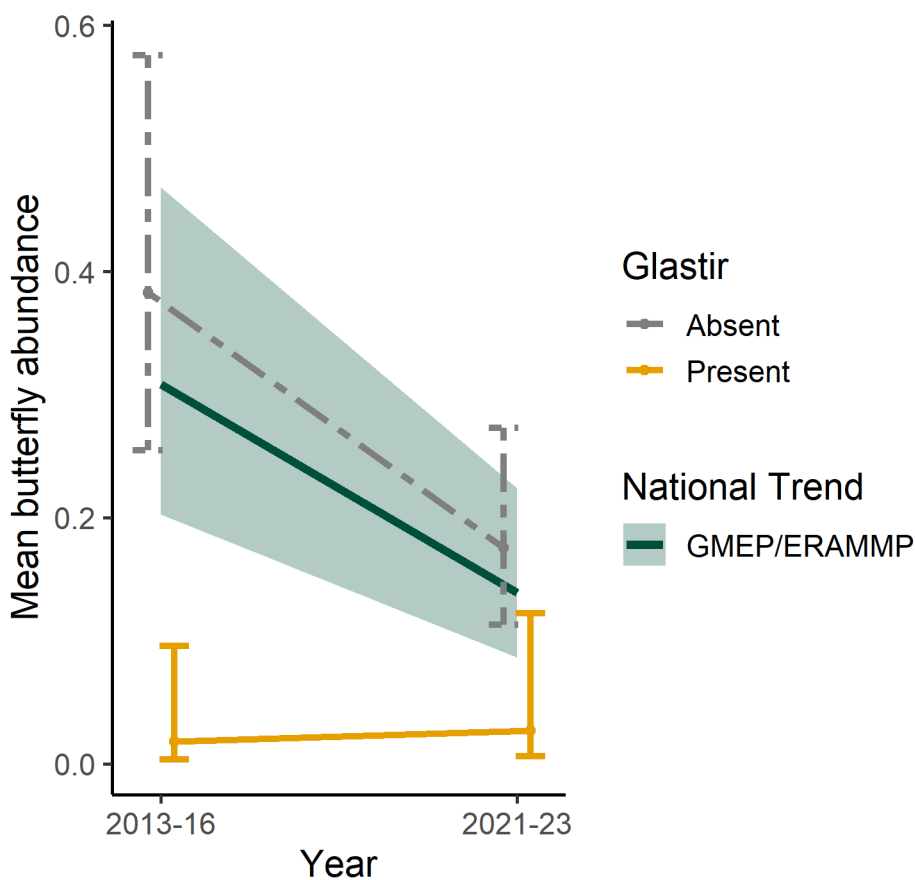 0.6
0.4
0.2
0.0
Mean butterfly abundance
2013-16
2021-23
Year
Glastir
Absent
Present
National Trend
GMEP/ERAMMP